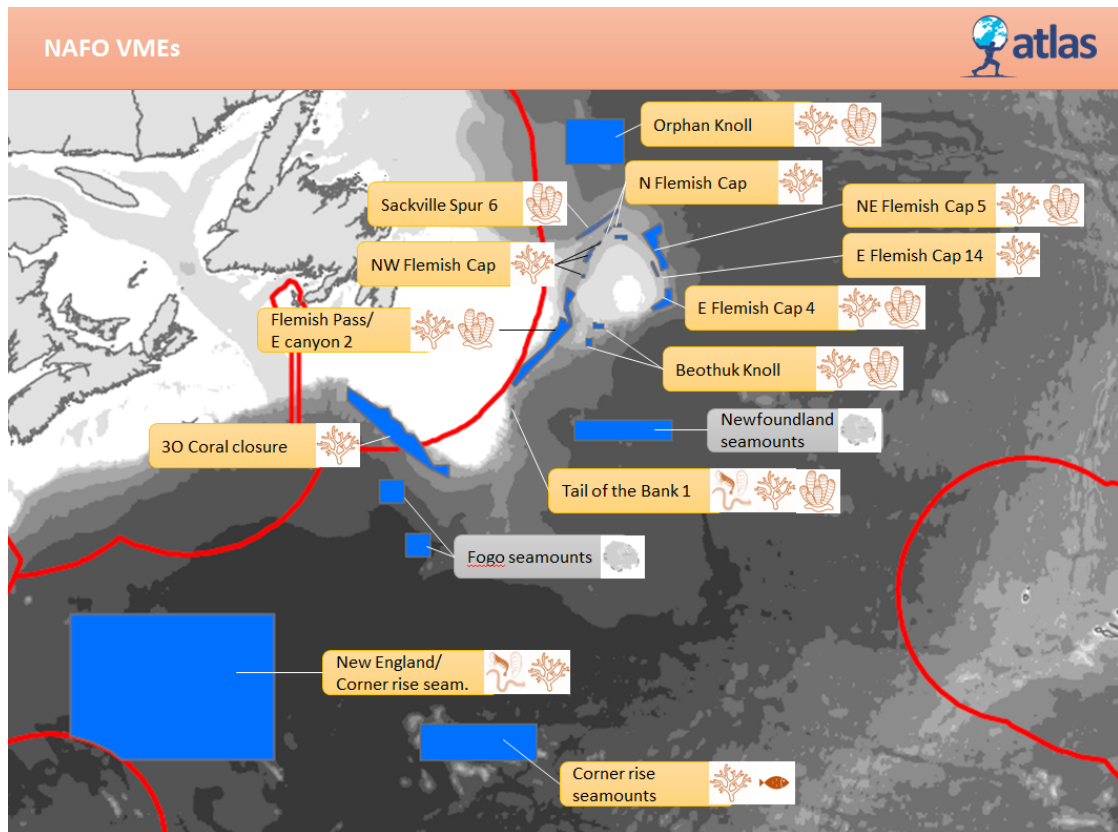 NAFO VMEs
atlas
Orphan Knoll
N Flemish Cap
Sackville Spur 6
NE Flemish Cap 5
NW Flemish Cap
E Flemish Cap 14
Flemish Pass/
E canyon 2
E Flemish Cap 4
Beothuk Knoll
Newfoundland
seamounts
3O Coral closure
Tail of the Bank 1
Fogo seamounts
New England/
Corner rise seam.
Corner rise
seamounts